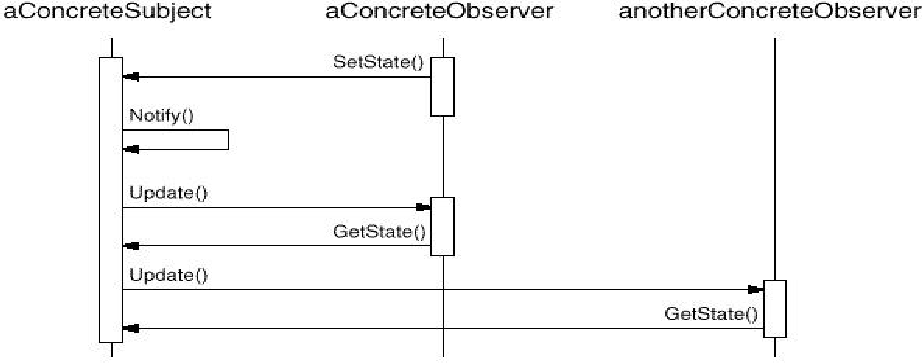 aConcreteSubject aConcreteObserver anotherConcreteObserver
SetState()
Notify()
Update()
GetState()
Update()
GetState()